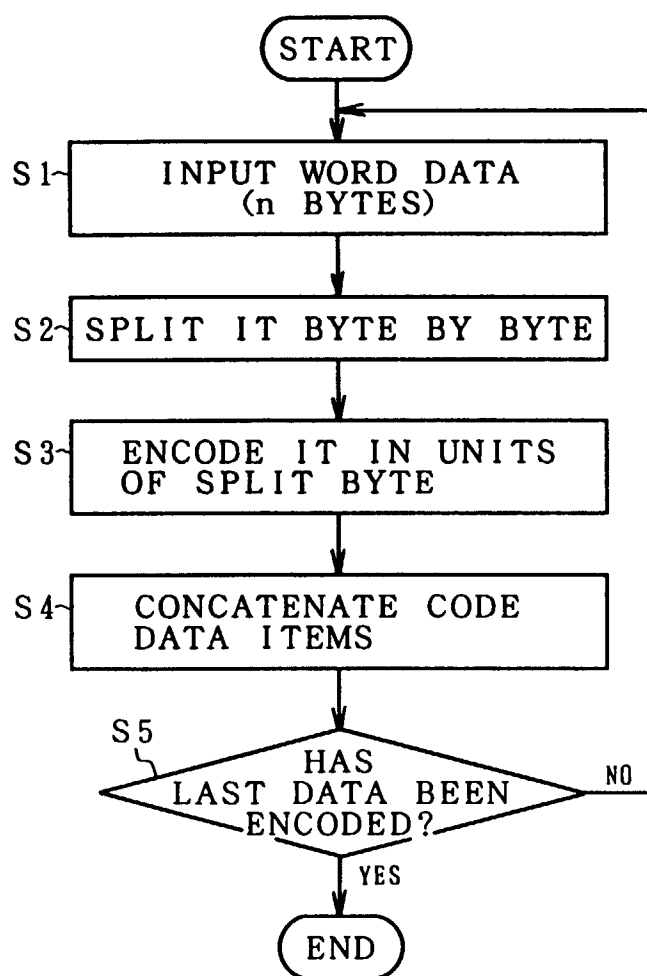 START
S1
INPUT WORD DATA
(n BYTES)
S2
SPLIT IT BYTE BY BYTE
S3
ENCODE IT IN UNITS
OF SPLIT BYTE
S4
CONCATENATE CODE
DATA ITEMS
S5
HAS
LAST DATA BEEN
ENCODED?
NO
YES
END